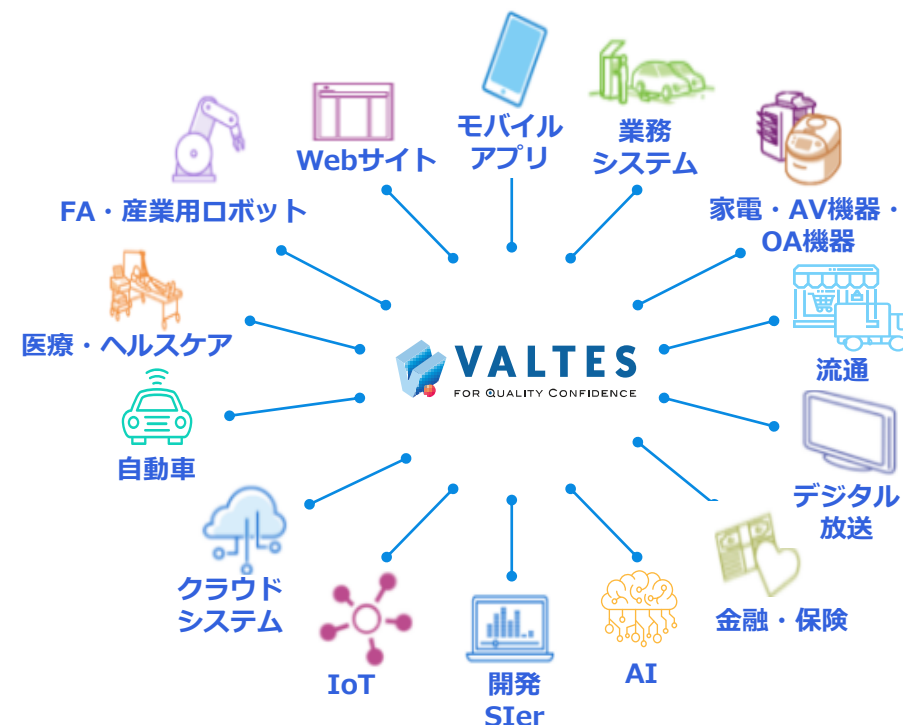 モバイル
アプリ
業務
システム
Webサイト
家電・AV機器・
OA機器
FA・産業用ロボット
医療・ヘルスケア
VALTES
FOR QUALITY CONFIDENCE
流通
自動車
デジタル
放送
クラウド
システム
金融・保険
IoT
開発
SIer
AI